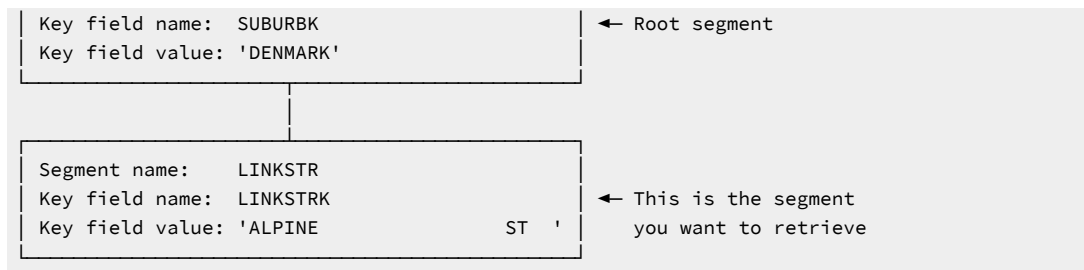 Key field name:  SUBURBK ← Root segment
Key field value: 'DENMARK'
Segment name:    LINKSTR
Key field name:  LINKSTRK ← This is the segment
Key field value: 'ALPINE               ST  ' you want to retrieve